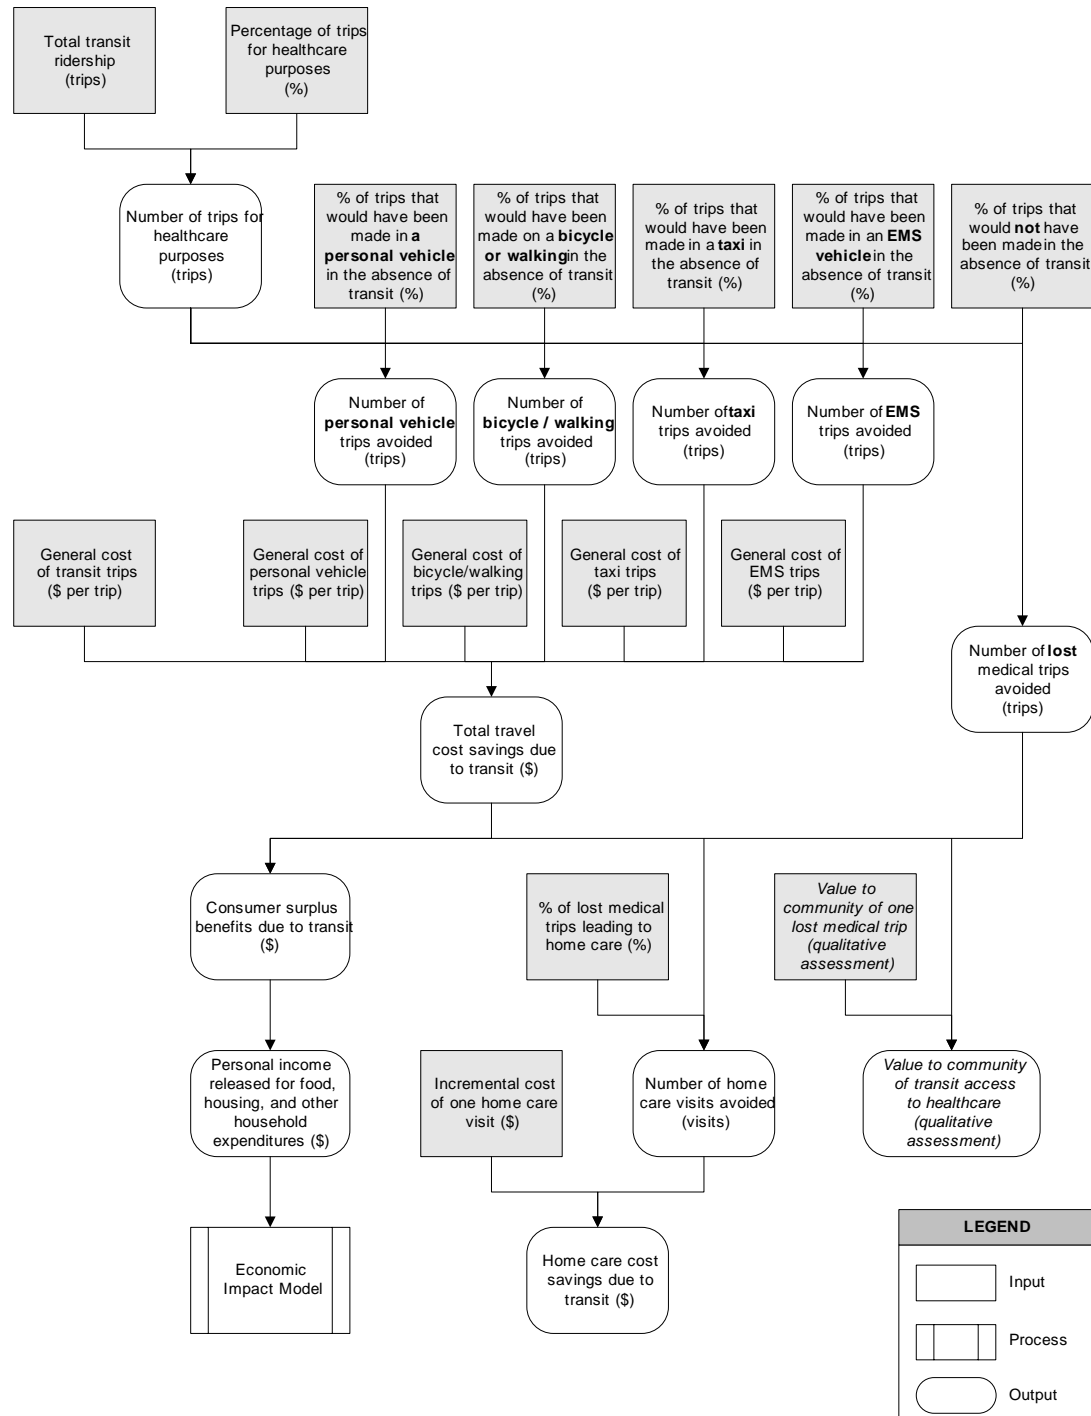 Total transit
ridership
(trips)
Percentage of trips
for healthcare
purposes
(%)
Number of trips for
healthcare
purposes
(trips)
% of trips that
would have been
made in a
personal vehicle
in the absence of
transit (%)
% of trips that
would have been
made on a bicycle
or walkingin the
absence of transit
(%)
% of trips that
would have been
made in a taxi in
the absence of
transit (%)
% of trips that
would have been
made in an EMS
vehicle in the
absence of transit
(%)
% of trips that
would not have
been made in the
absence of transit
(%)
Number of
personal vehicle
trips avoided
(trips)
Number of
bicycle / walking
trips avoided
(trips)
Number of taxi
trips avoided
(trips)
Number of EMS
trips avoided
(trips)
General cost
of transit trips
($ per trip)
General cost of
personal vehicle
trips ($ per trip)
General cost of
bicycle/walking
trips ($ per trip)
General cost of
taxi trips
($ per trip)
General cost of
EMS trips
($ per trip)
Number of lost
medical trips
avoided
(trips)
Total travel
cost savings due
to transit ($)
Consumer surplus
benefits due to transit
($)
% of lost medical
trips leading to
home care (%)
Value to
community of one
lost medical trip
(qualitative
assessment)
Personal income
released for food,
housing, and other
household
expenditures ($)
Incremental cost
of one home care
visit ($)
Number of home
care visits avoided
(visits)
Value to community
of transit access
to healthcare
(qualitative
assessment)
Economic
Impact Model
Home care cost
savings due to
transit ($)
LEGEND
Input
Process
Output